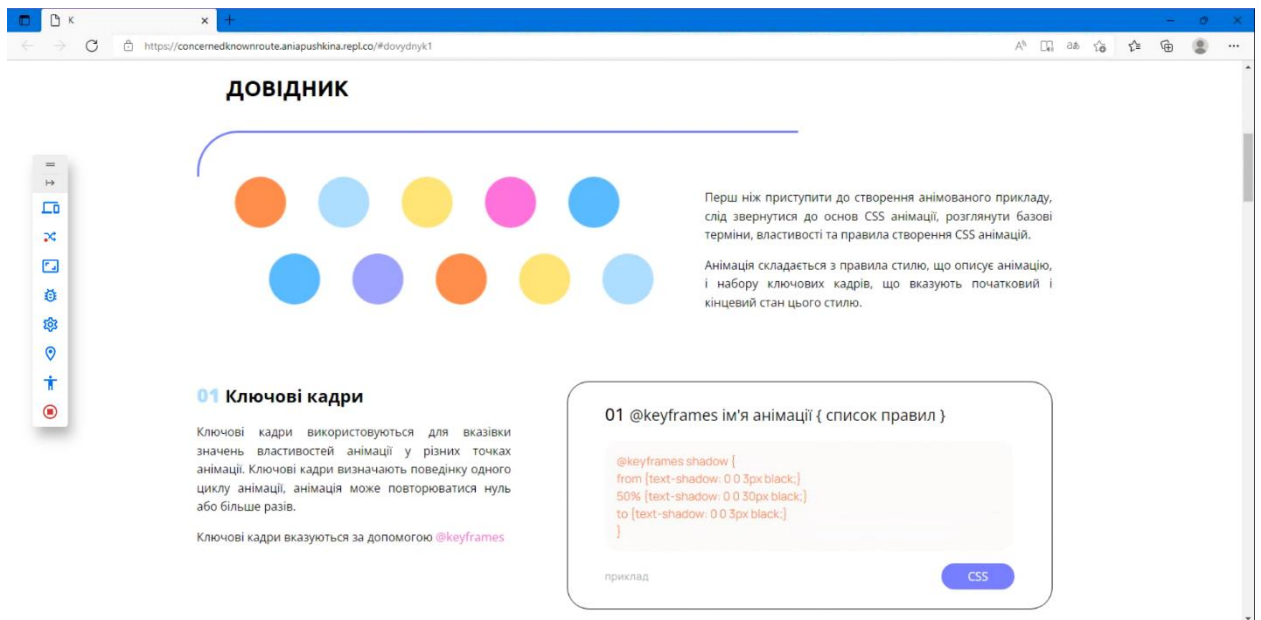 K
https://concernedknownroute.aniapushkina.repl.co/#dovydnyk1
ДОВІДНИК
Перш ніж приступити до створення анімованого прикладу,
слід звернутися до основ CSS анімації, розглянути базові
терміни, властивості та правила створення CSS анімацій.
Анімація складається з правила стилю, що описує анімацію,
і набору ключових кадрів, що вказують початковий і
кінцевий стан цього стилю.
01 Ключові кадри
Ключові кадри використовуються для вказівки
значень властивостей анімації у різних точках
анімації. Ключові кадри визначають поведінку одного
циклу анімації, анімація може повторюватися нуль
або більше разів.
Ключові кадри вказуються за допомогою @keyframes
01 @keyframes ім'я анімації { список правил }
@keyframes shadow {
from {text-shadow: 0 0 3px black;}
50% {text-shadow: 0 0 30px black;}
to {text-shadow: 0 0 3px black;}
}
приклад
CSS